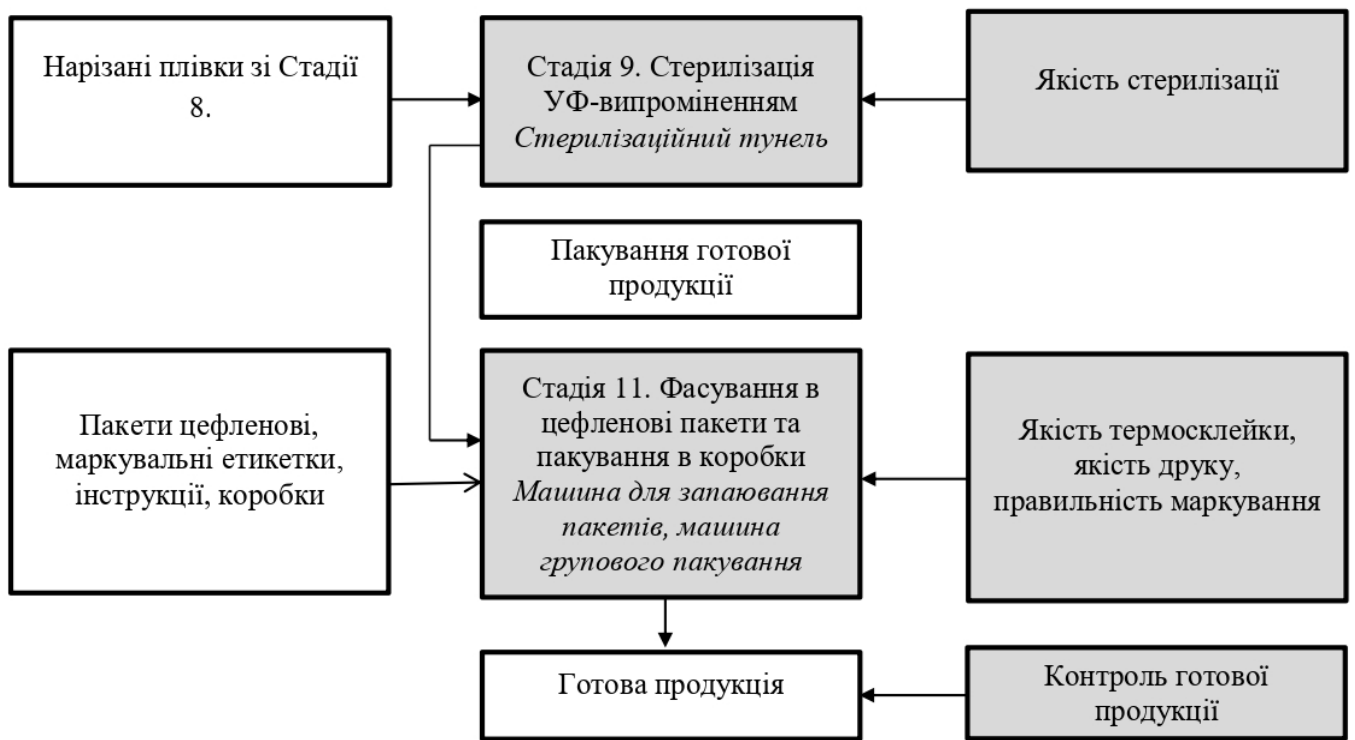 Нарізані плівки зі Стадії
8.
Стадія 9. Стерилізація
УФ-випроміненням
Стерилізаційний тунель
Якість стерилізації
Пакування готової
продукції
Пакети цефленові,
маркувальні етикетки,
інструкції, коробки
Стадія 11. Фасування в
цефленові пакети та
пакування в коробки
Машина для запаювання
пакетів, машина
групового пакування
Якість термосклейки,
якість друку,
правильність маркування
Готова продукція
Контроль готової
продукції